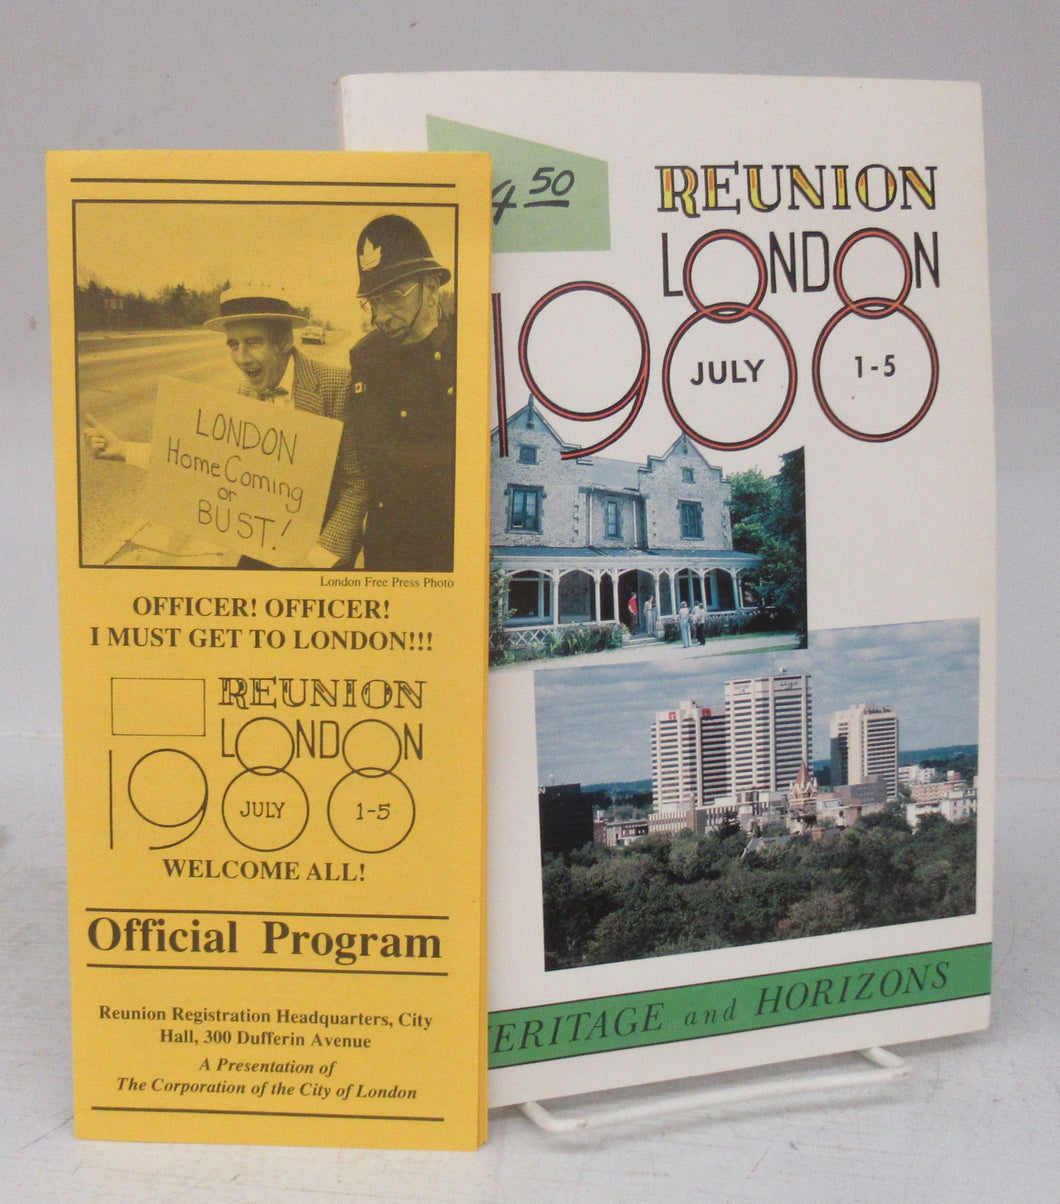 LONDON
Home Coming
or
BUST!
London Free Press Photo
OFFICER! OFFICER!
I MUST GET TO LONDON!!!
REUNION
LONDON
1988
JULY 1-5
WELCOME ALL!
Official Program
Reunion Registration Headquarters, City
Hall, 300 Dufferin Avenue
A Presentation of
The Corporation of the City of London
4 50
REUNION
LONDON
1988
JULY 1-5
ERITAGE and HORIZONS